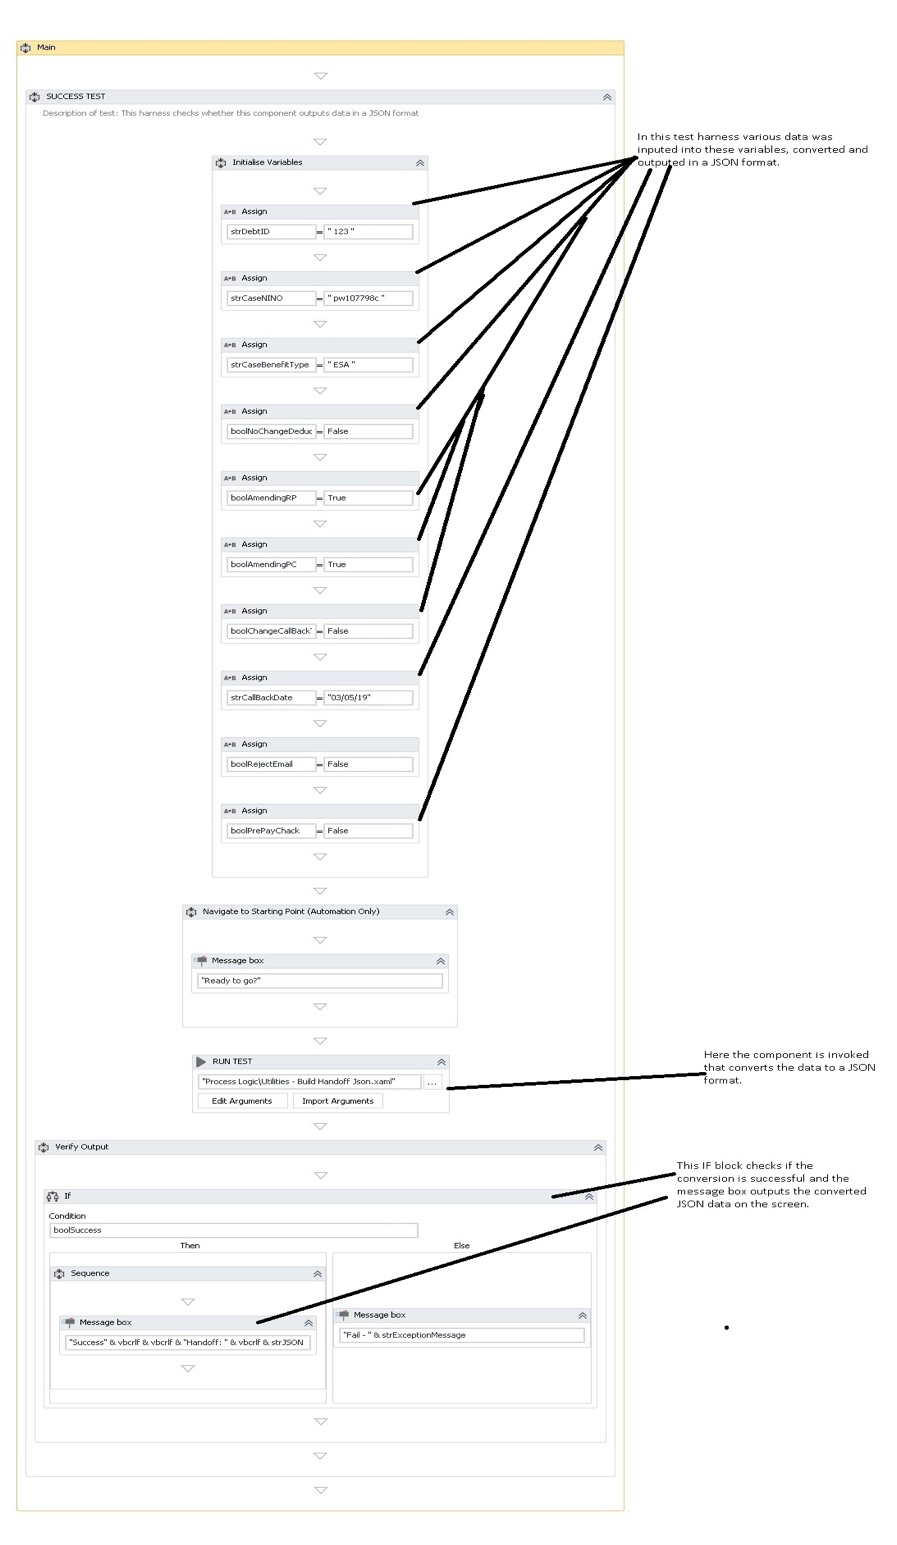 Main
SUCCESS TEST
Description of test: This harness checks whether this component outputs data in a JSON format
In this test harness various data was
inputed into these variables, converted and
outputed in a JSON format.
Initialise Variables
A+B Assign
strDebtID = " 123 "
A+B Assign
strCaseNINO = " pw107798c "
A+B Assign
strCaseBenefitType = " ESA "
A+B Assign
boolNoChangeDeduc = False
A+B Assign
boolAmendingRP = True
A+B Assign
boolAmendingPC = True
A+B Assign
boolChangeCallBack = False
A+B Assign
strCallBackDate = "03/05/19"
A+B Assign
boolRejectEmail = False
A+B Assign
boolPrePayChack = False
Navigate to Starting Point (Automation Only)
Message box
"Ready to go?"
RUN TEST
"Process Logic\Utilities - Build Handoff Json.xaml" ...
Edit Arguments Import Arguments
Here the component is invoked
that converts the data to a JSON
format.
Verify Output
If
This IF block checks if the
conversion is successful and the
message box outputs the converted
JSON data on the screen.
Condition
boolSuccess
Then Else
Sequence
Message box
"Success" & vbcrlf & vbcrlf & "Handoff: " & vbcrlf & strJSON
Message box
"Fail - " & strExceptionMessage